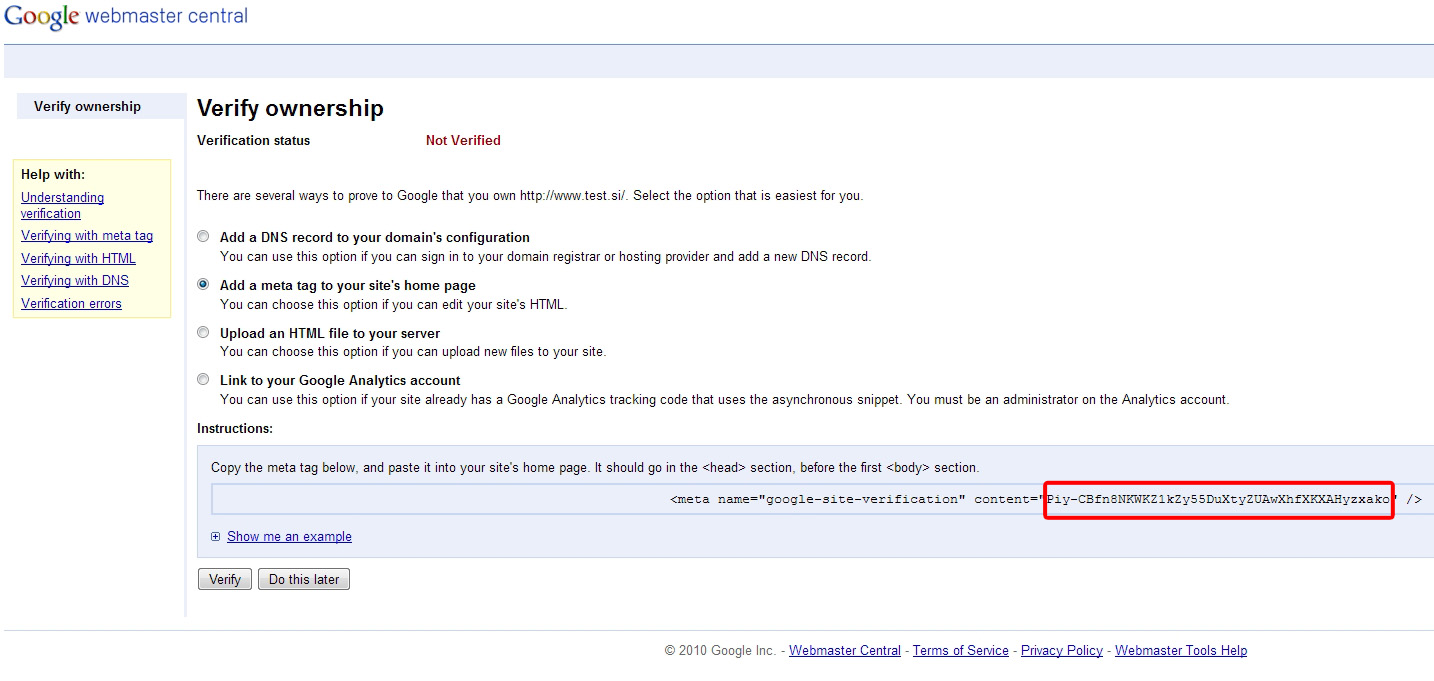 Google webmaster central
Verify ownership
Help with:
Understanding
verification
Verifying with meta tag
Verifying with HTML
Verifying with DNS
Verification errors
Verify ownership
Verification status Not Verified
There are several ways to prove to Google that you own http://www.test.si/. Select the option that is easiest for you.
Add a DNS record to your domain's configuration
You can use this option if you can sign in to your domain registrar or hosting provider and add a new DNS record.
Add a meta tag to your site's home page
You can choose this option if you can edit your site's HTML.
Upload an HTML file to your server
You can choose this option if you can upload new files to your site.
Link to your Google Analytics account
You can use this option if your site already has a Google Analytics tracking code that uses the asynchronous snippet. You must be an administrator on the Analytics account.
Instructions:
Copy the meta tag below, and paste it into your site's home page. It should go in the <head> section, before the first <body> section.
<meta name="google-site-verification" content="Piy-CBfn8NKWKZ1kZy55DuXtyZUAwXhfXKXAHyzxako" />
Show me an example
Verify Do this later
© 2010 Google Inc. - Webmaster Central - Terms of Service - Privacy Policy - Webmaster Tools Help